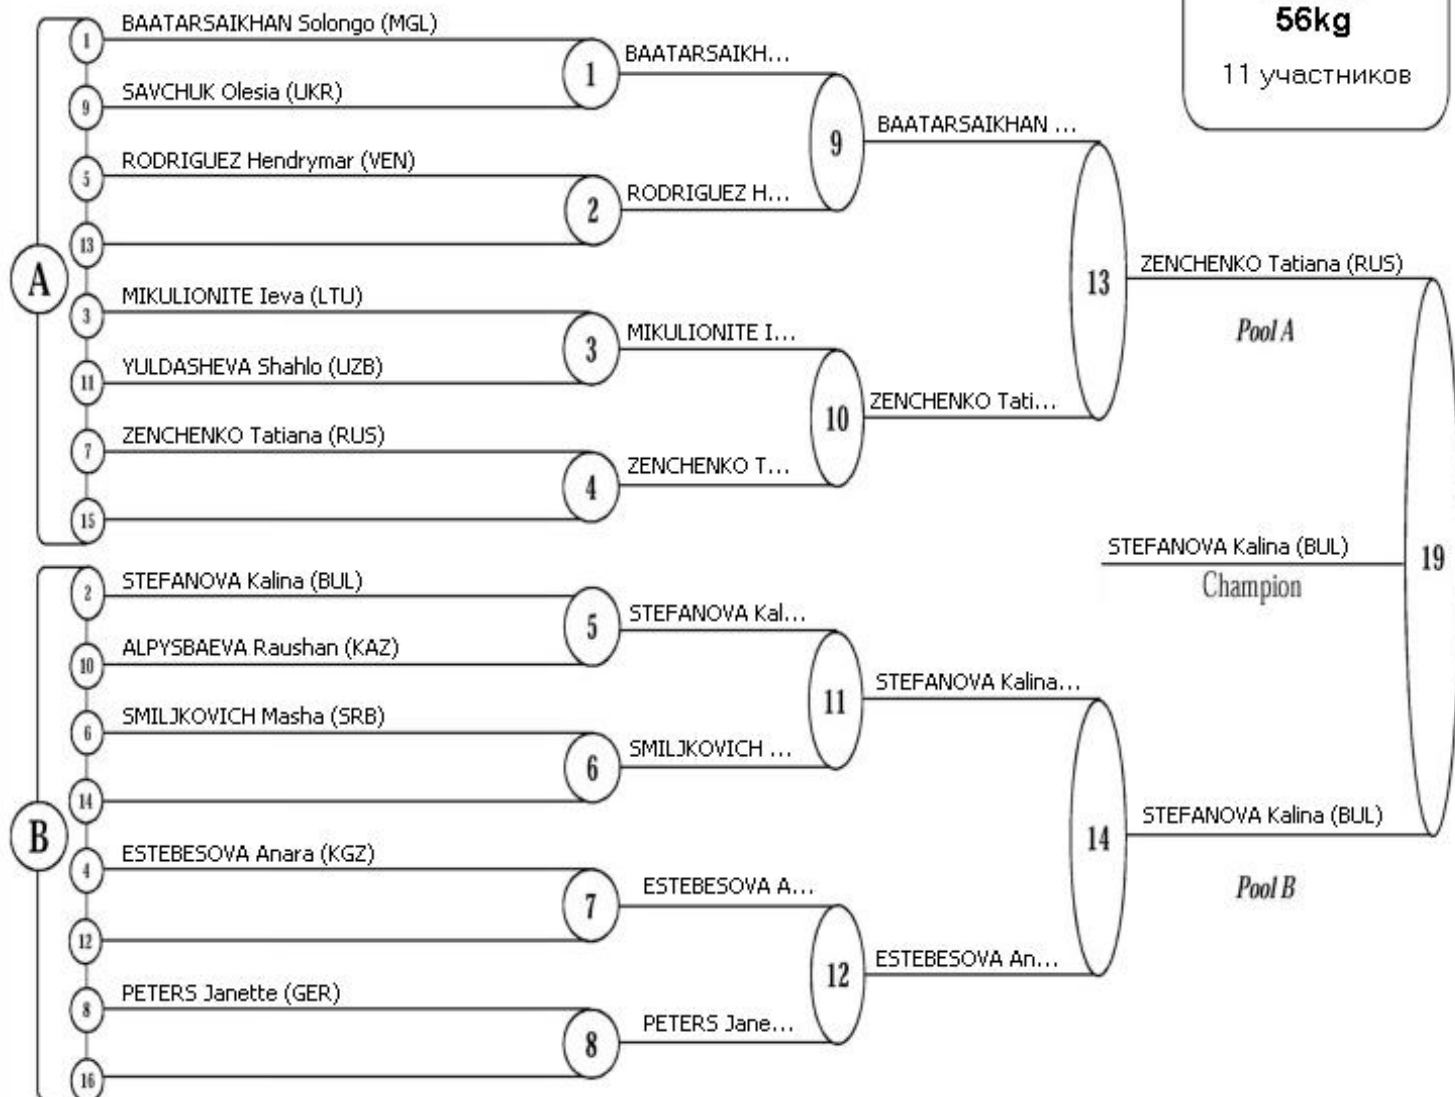 56kg
11 участников
A
1
BAATARSAIKHAN Solongo (MGL)
9
SAVCHUK Olesia (UKR)
1
BAATARSAIKH...
5
RODRIGUEZ Hendrymar (VEN)
13
2
RODRIGUEZ H...
9
BAATARSAIKHAN ...
3
MIKULIONITE Ieva (LTU)
11
YULDASHEVA Shahlo (UZB)
3
MIKULIONITE I...
7
ZENCHENKO Tatiana (RUS)
15
4
ZENCHENKO T...
10
ZENCHENKO Tati...
13
ZENCHENKO Tatiana (RUS)
Pool A
B
2
STEFANOVA Kalina (BUL)
10
ALPYSBAEVA Raushan (KAZ)
5
STEFANOVA Kal...
6
SMILJKOVICH Masha (SRB)
14
6
SMILJKOVICH ...
11
STEFANOVA Kalina...
4
ESTEBESOVA Anara (KGZ)
12
7
ESTEBESOVA A...
8
PETERS Janette (GER)
16
8
PETERS Jane...
12
ESTEBESOVA An...
14
STEFANOVA Kalina (BUL)
Pool B
19
STEFANOVA Kalina (BUL)
Champion